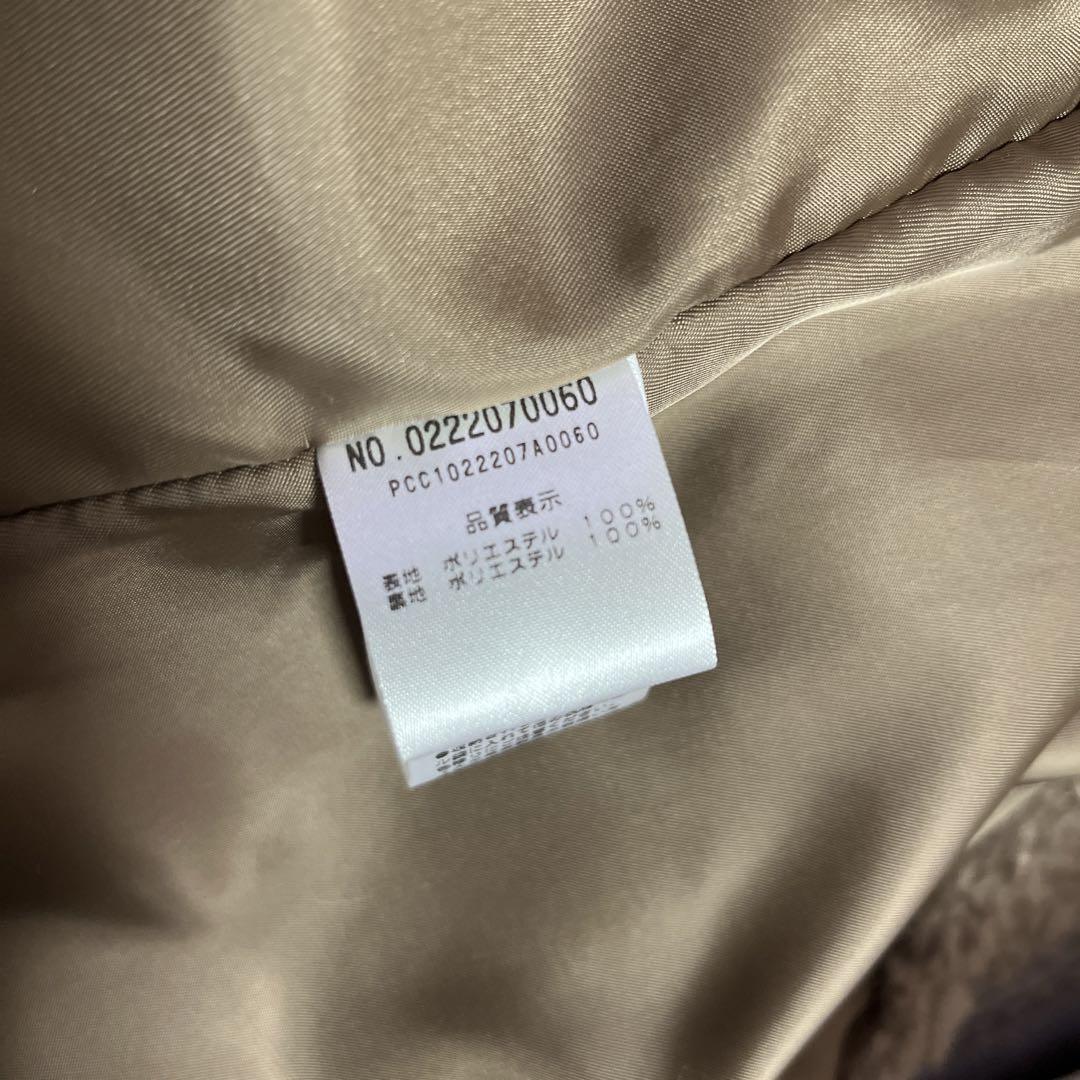 NO.0222070060
PCC1022207A0060
品質表示
表地 ポリエステル 100%
裏地 ポリエステル 100%